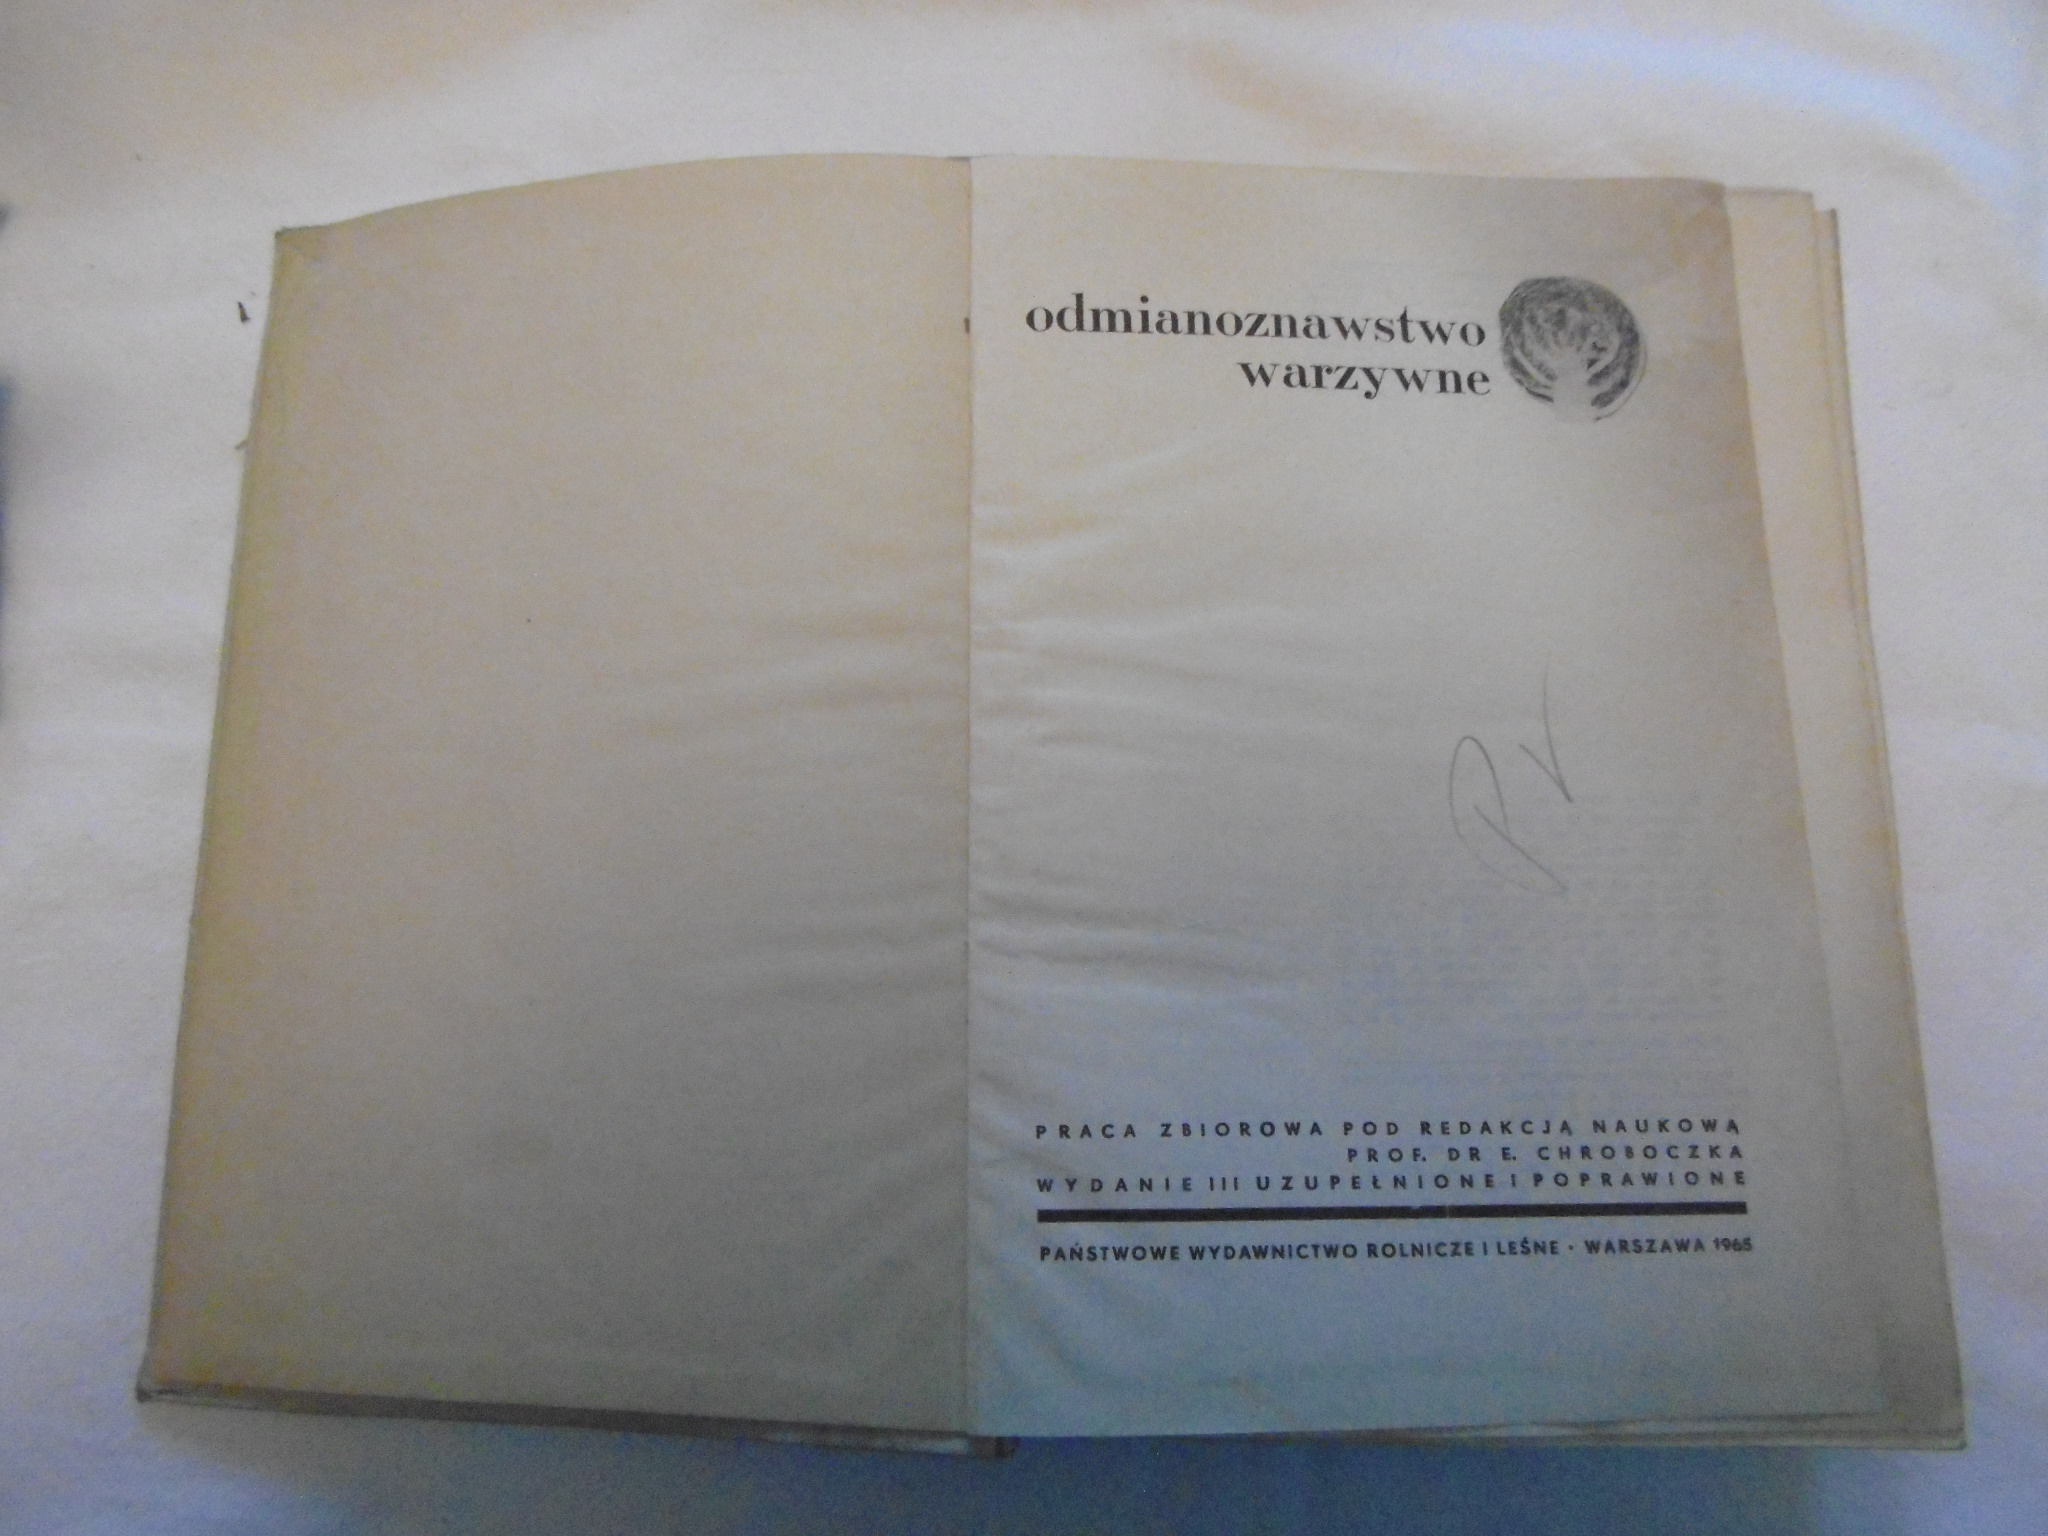 odmianoznawstwo
warzywne
PRACA ZBIOROWA POD REDAKCJĄ NAUKOWĄ
PROF. DR E. CHROBOCZKA
WYDANIE III UZUPEŁNIONE I POPRAWIONE
PAŃSTWOWE WYDAWNICTWO ROLNICZE I LEŚNE · WARSZAWA 1965